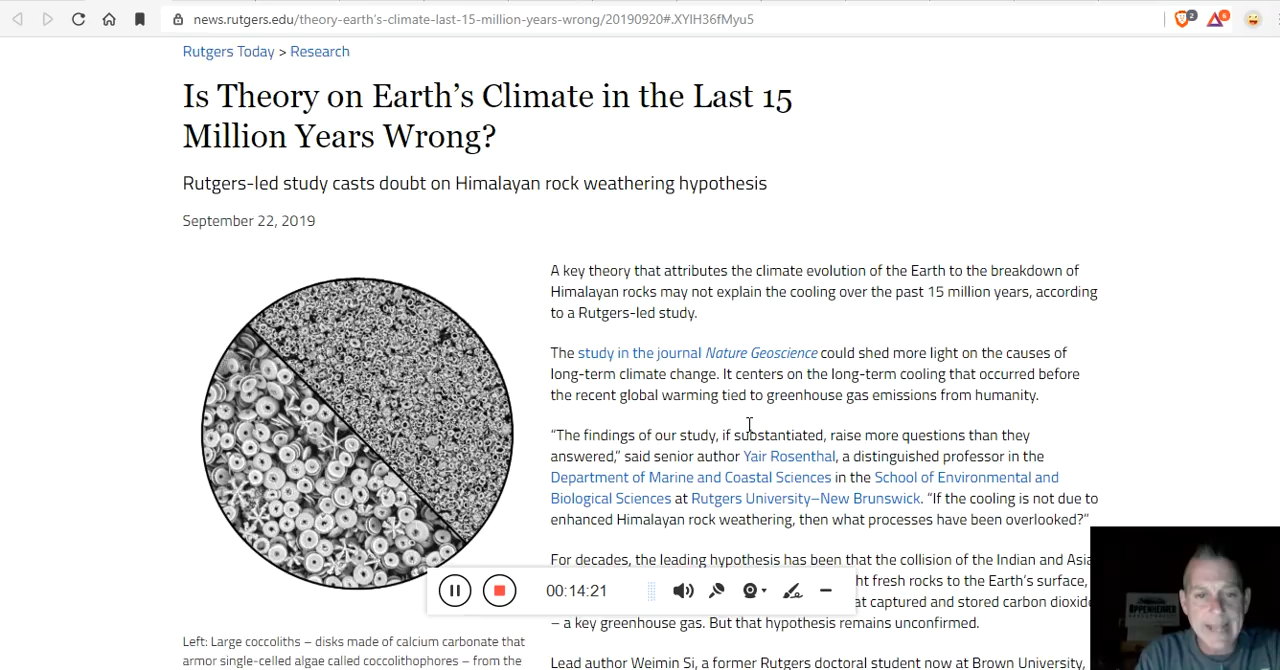 news.rutgers.edu/theory-earth's-climate-last-15-million-years-wrong/20190920#.XYIH36fMyu5
2
6
Rutgers Today > Research
Is Theory on Earth's Climate in the Last 15
Million Years Wrong?
Rutgers-led study casts doubt on Himalayan rock weathering hypothesis
September 22, 2019
A key theory that attributes the climate evolution of the Earth to the breakdown of
Himalayan rocks may not explain the cooling over the past 15 million years, according
to a Rutgers-led study.
The study in the journal Nature Geoscience could shed more light on the causes of
long-term climate change. It centers on the long-term cooling that occurred before
the recent global warming tied to greenhouse gas emissions from humanity.
“The findings of our study, if substantiated, raise more questions than they
answered,” said senior author Yair Rosenthal, a distinguished professor in the
Department of Marine and Coastal Sciences in the School of Environmental and
Biological Sciences at Rutgers University–New Brunswick. “If the cooling is not due to
enhanced Himalayan rock weathering, then what processes have been overlooked?”
For decades, the leading hypothesis has been that the collision of the Indian and Asia
ht fresh rocks to the Earth's surface,
at captured and stored carbon dioxide
– a key greenhouse gas. But that hypothesis remains unconfirmed.
Lead author Weimin Si, a former Rutgers doctoral student now at Brown University,
00:14:21
Left: Large coccoliths – disks made of calcium carbonate that
armor single-celled algae called coccolithophores – from the
OPPENHEIMER